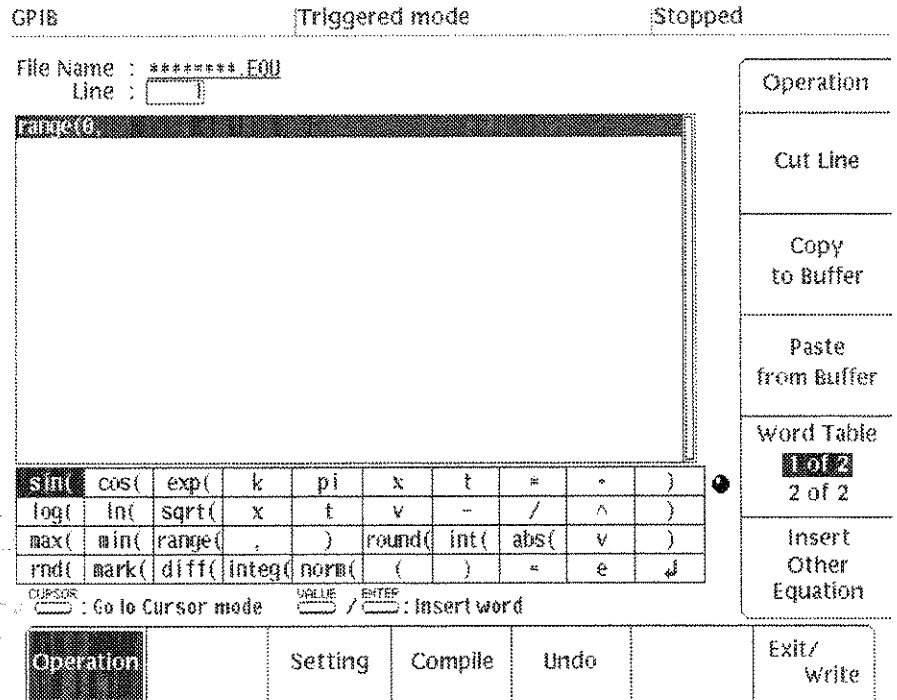 GPIB Triggered mode Stopped
File Name : ********.EQU
Line : 1
range(0,
Operation
Cut Line
Copy
to Buffer
Paste
from Buffer
Word Table
1 of 2
2 of 2
Insert
Other
Equation
sin( cos( exp( k pi x t = * )
log( ln( sqrt( x t v - / ^ )
max( min( range( , ) round( int( abs( v )
rnd( mark( diff( integ( norm( ( ) = e ↲
CURSOR : Go to Cursor mode VALUE / ENTER : Insert word
Operation Setting Compile Undo Exit/
Write